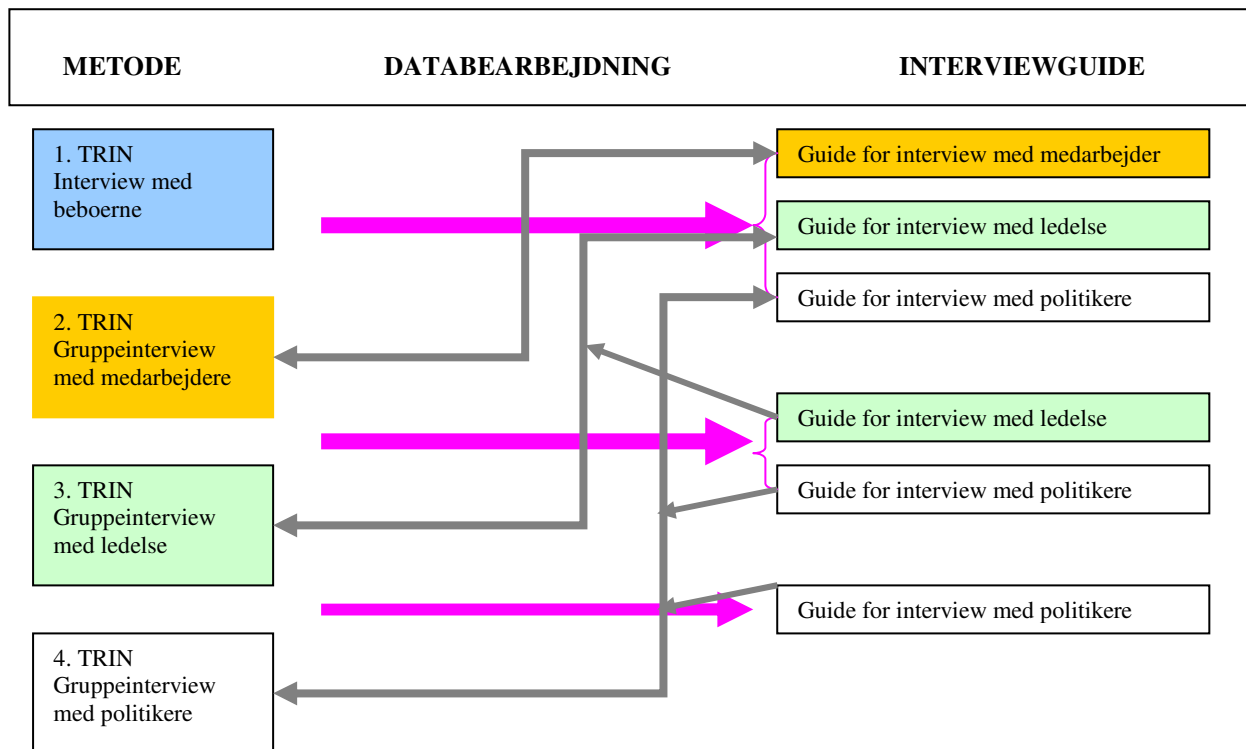 METODE DATABEARBEJDNING INTERVIEWGUIDE
1. TRIN
Interview med
beboerne
2. TRIN
Gruppeinterview
med medarbejdere
3. TRIN
Gruppeinterview
med ledelse
4. TRIN
Gruppeinterview
med politikere
Guide for interview med medarbejder
Guide for interview med ledelse
Guide for interview med politikere
Guide for interview med ledelse
Guide for interview med politikere
Guide for interview med politikere